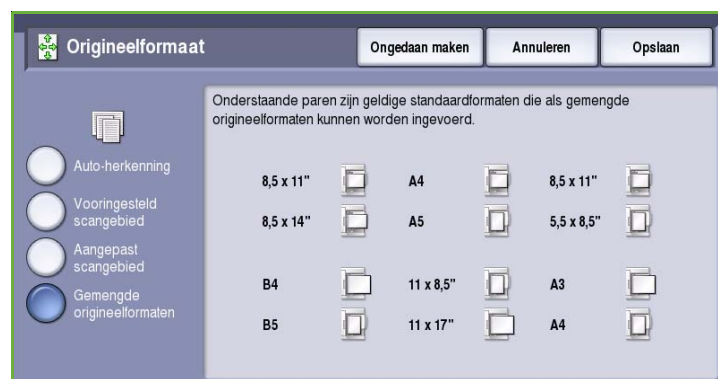 Origineelformaat
Ongedaan maken
Annuleren
Opslaan
Auto-herkenning
Vooringesteld
scangebied
Aangepast
scangebied
Gemengde
origineelformaten
Onderstaande paren zijn geldige standaardformaten die als gemengde
origineelformaten kunnen worden ingevoerd.
8,5 x 11" A4 8,5 x 11"
8,5 x 14" A5 5,5 x 8,5"
B4 11 x 8,5" A3
B5 11 x 17" A4